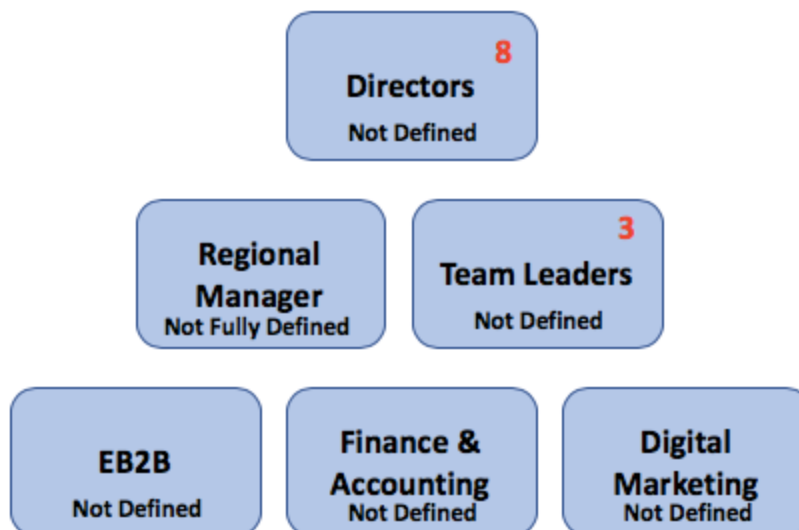 8
Directors
Not Defined
Regional
Manager
Not Fully Defined
3
Team Leaders
Not Defined
EB2B
Not Defined
Finance &
Accounting
Not Defined
Digital
Marketing
Not Defined